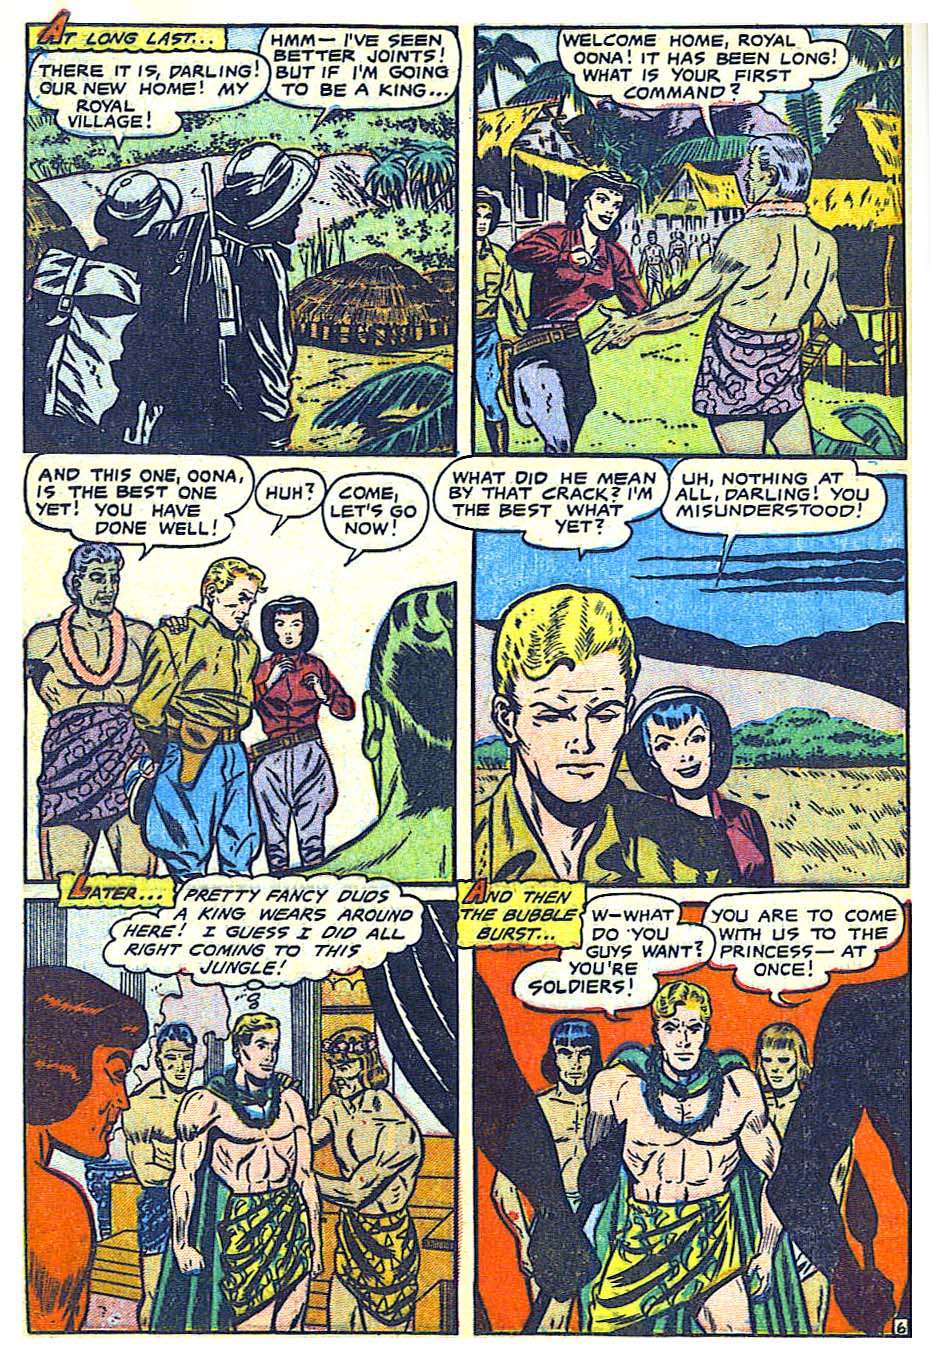 AT LONG LAST...
THERE IT IS, DARLING!
OUR NEW HOME! MY
ROYAL
VILLAGE!
HMM— I'VE SEEN
BETTER JOINTS!
BUT IF I'M GOING
TO BE A KING...
WELCOME HOME, ROYAL
OONA! IT HAS BEEN LONG!
WHAT IS YOUR FIRST
COMMAND?
AND THIS ONE, OONA,
IS THE BEST ONE
YET! YOU HAVE
DONE WELL!
HUH?
COME,
LET'S GO
NOW!
WHAT DID HE MEAN
BY THAT CRACK? I'M
THE BEST WHAT
YET?
UH, NOTHING AT
ALL, DARLING! YOU
MISUNDERSTOOD!
LATER...
PRETTY FANCY DUDS
A KING WEARS AROUND
HERE! I GUESS I DID ALL
RIGHT COMING TO THIS
JUNGLE!
AND THEN
THE BUBBLE
BURST...
W-WHAT
DO YOU
GUYS WANT?
YOU'RE
SOLDIERS!
YOU ARE TO COME
WITH US TO THE
PRINCESS— AT
ONCE!
6